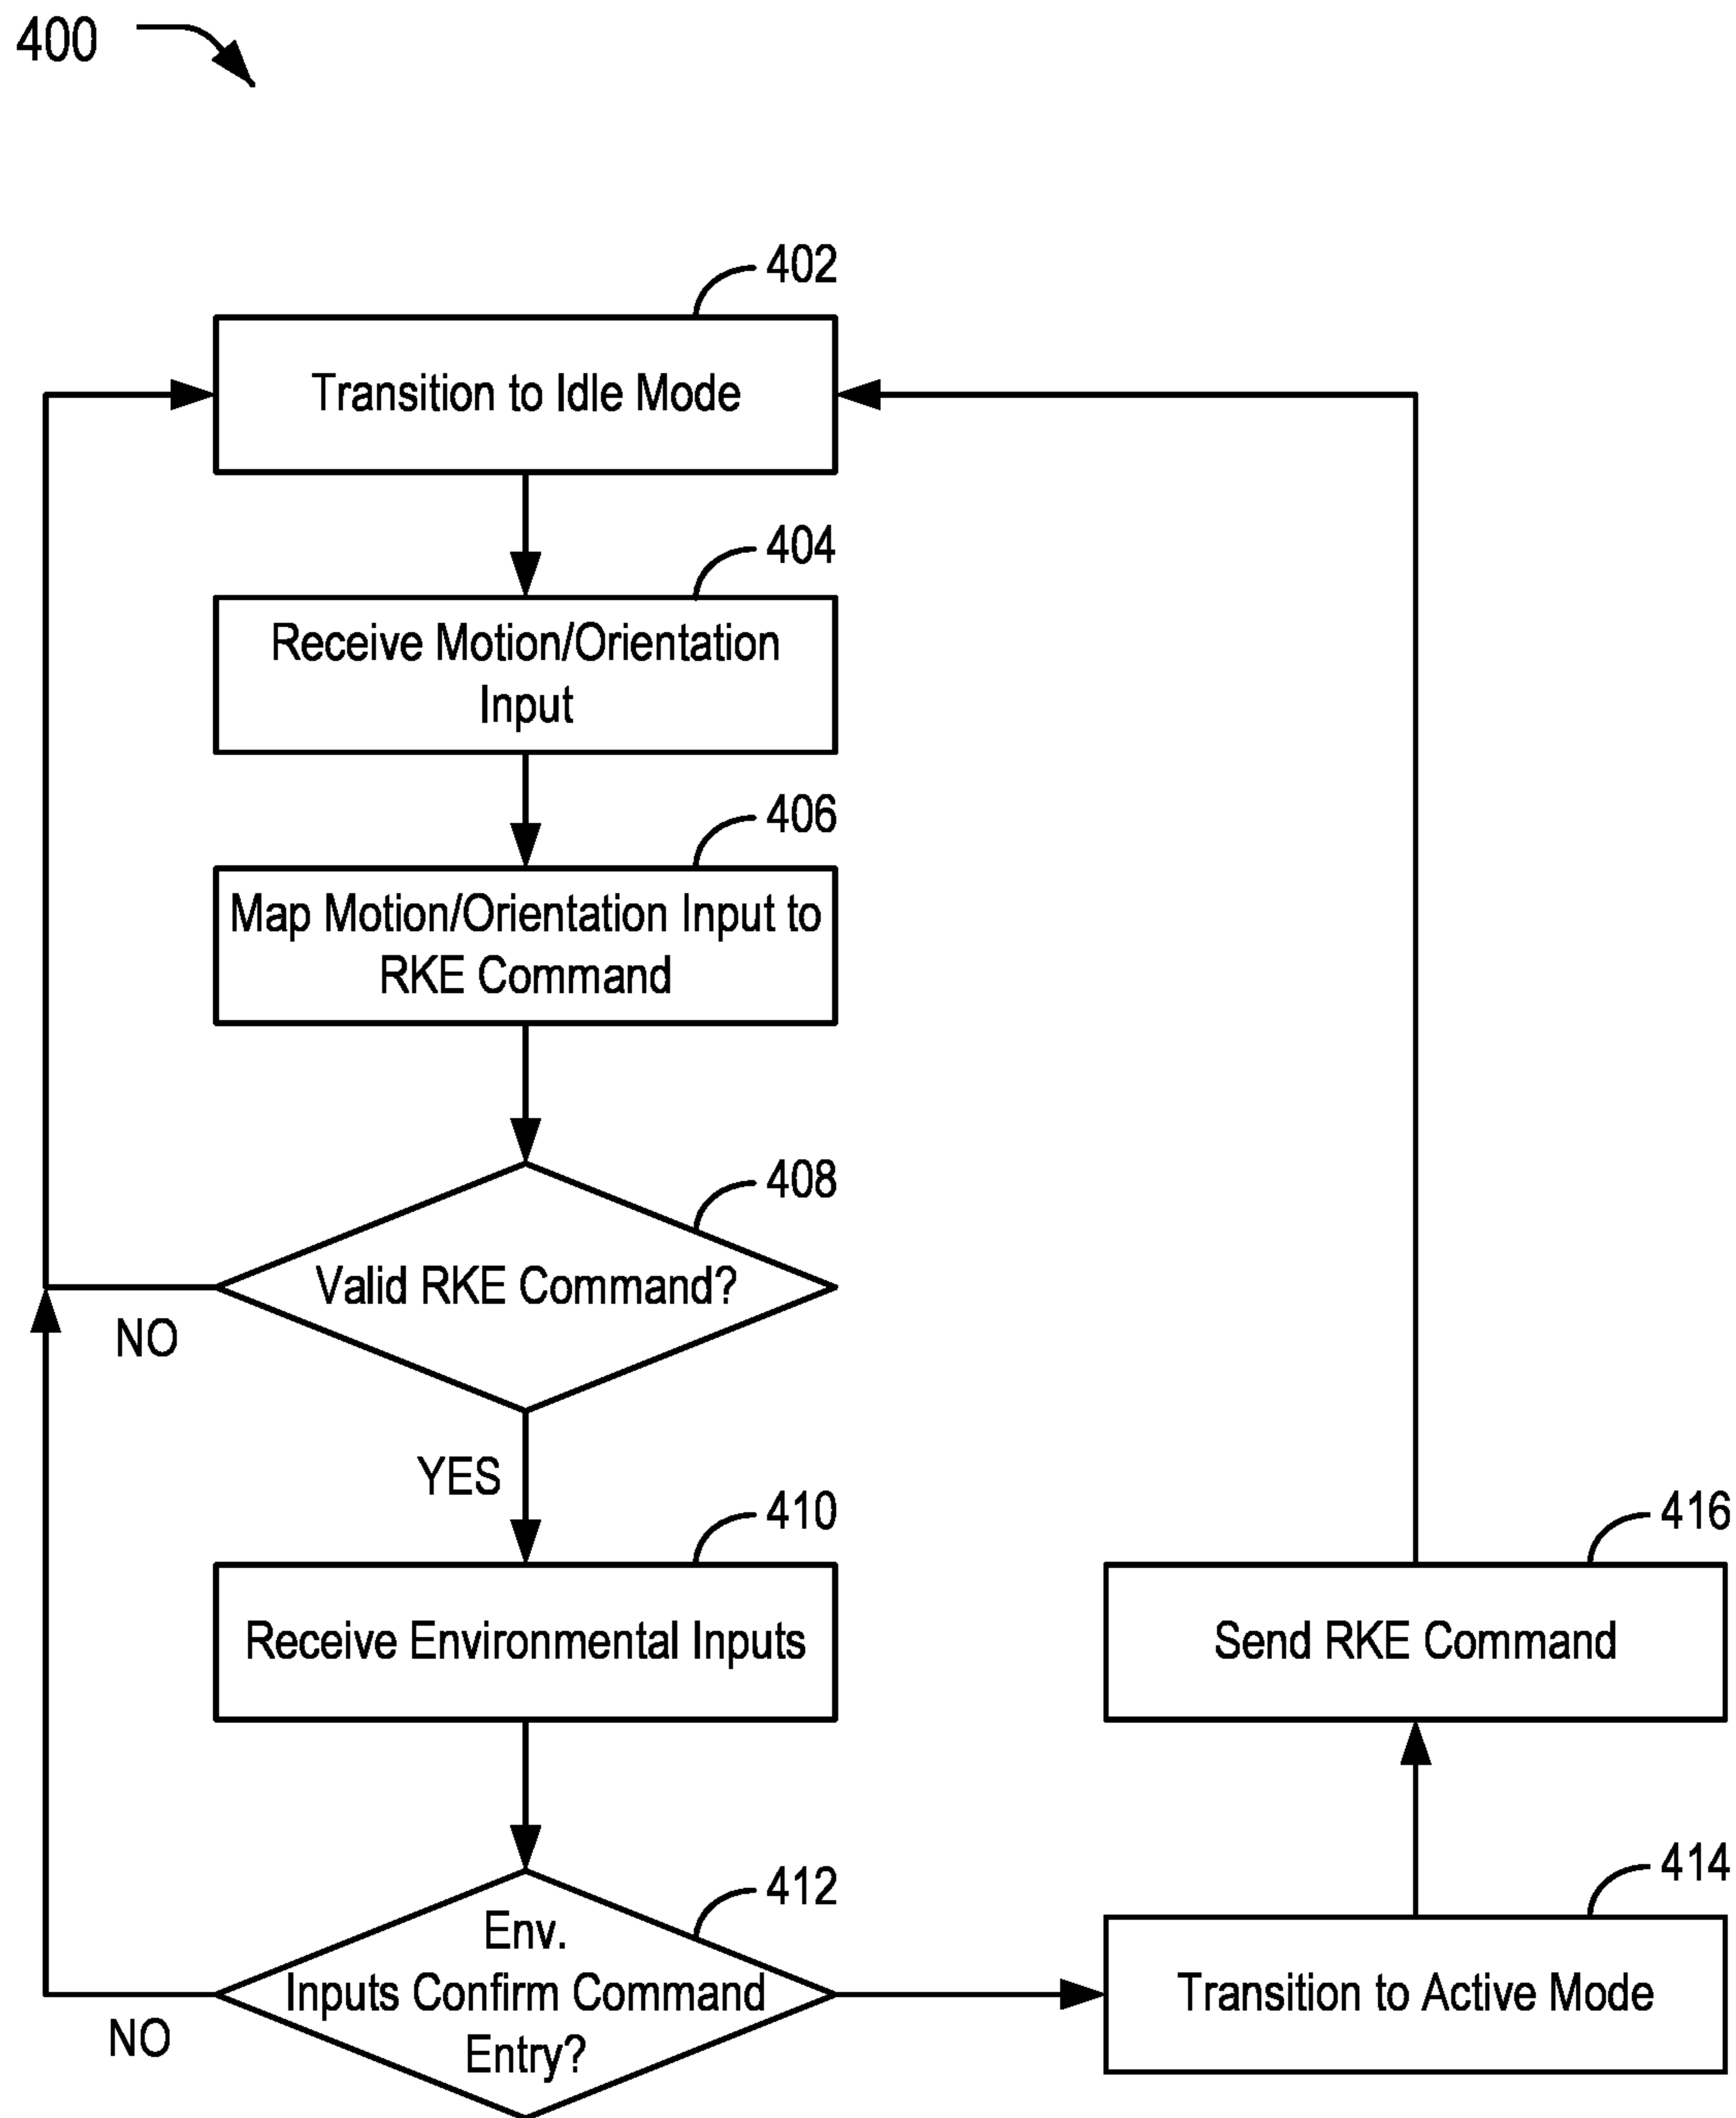 400
402
Transition to Idle Mode
404
Receive Motion/Orientation
Input
406
Map Motion/Orientation Input to
RKE Command
408
Valid RKE Command?
NO
YES
410
Receive Environmental Inputs
416
Send RKE Command
412
Env.
Inputs Confirm Command
Entry?
NO
414
Transition to Active Mode